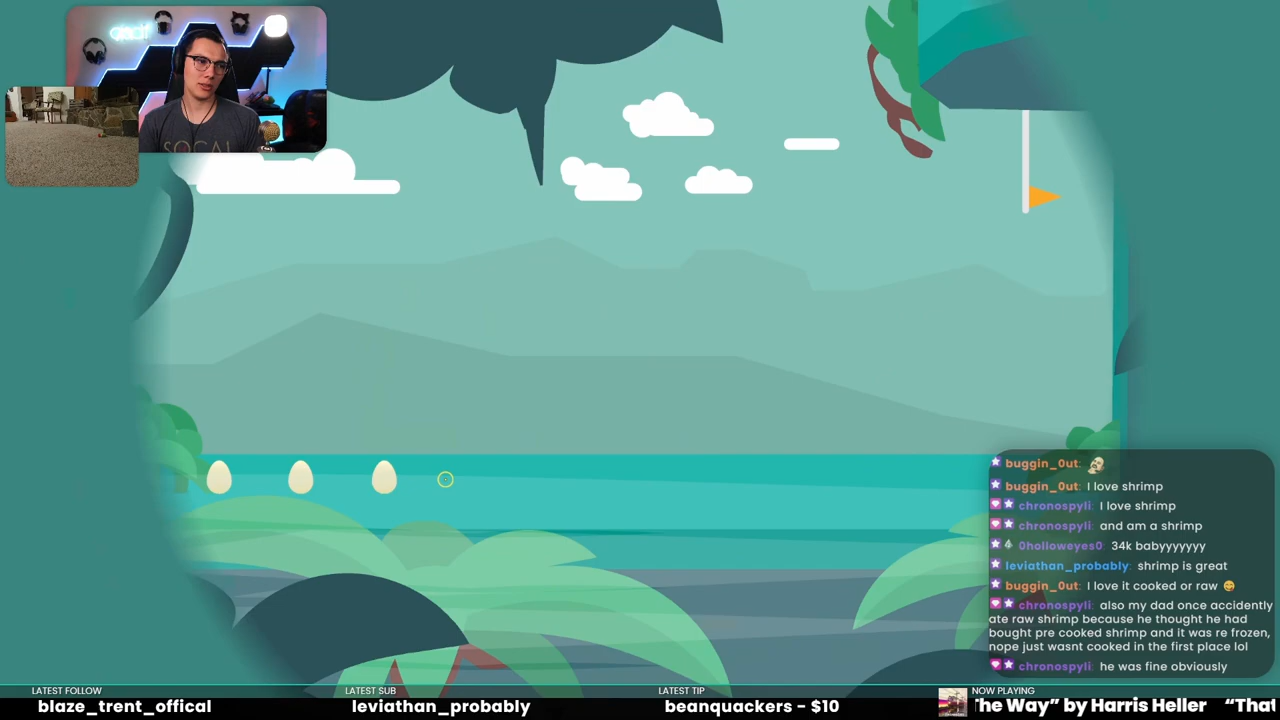 SOCAL
buggin_0ut:
buggin_0ut: I love shrimp
chronospyli: I love shrimp
chronospyli: and am a shrimp
0holloweyes0: 34k babyyyyyyy
leviathan_probably: shrimp is great
buggin_0ut: I love it cooked or raw
chronospyli: also my dad once accidently
ate raw shrimp because he thought he had
bought pre cooked shrimp and it was re frozen,
nope just wasnt cooked in the first place lol
chronospyli: he was fine obviously
LATEST FOLLOW
blaze_trent_offical
LATEST SUB
leviathan_probably
LATEST TIP
beanquackers - $10
NOW PLAYING
The Way” by Harris Heller “That